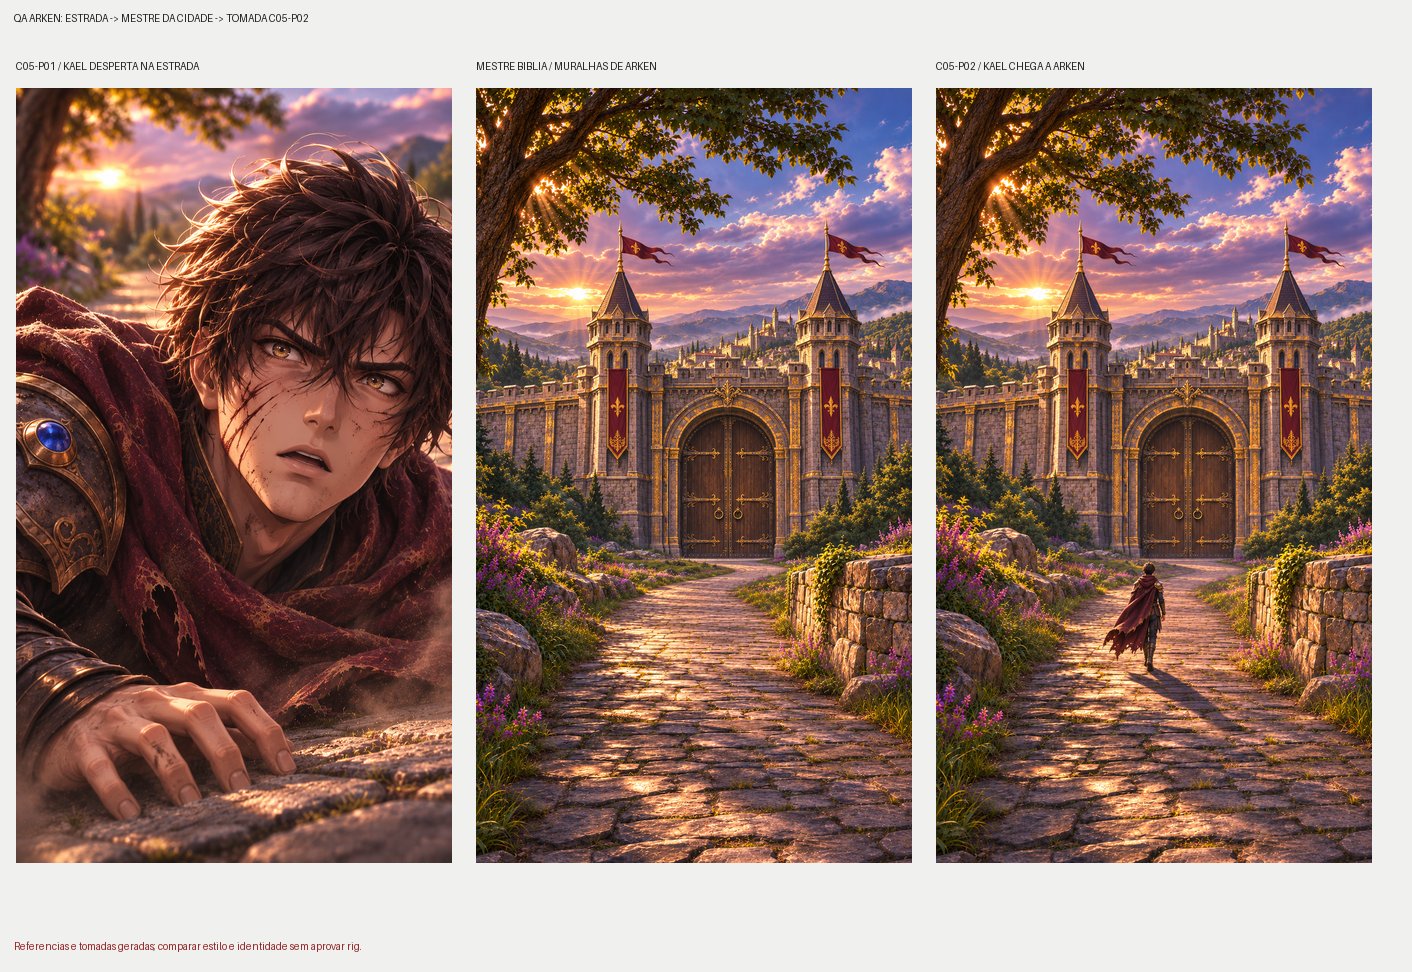 QA ARKEN: ESTRADA -> MESTRE DA CIDADE -> TOMADA C05-P02
C05-P01 / KAEL DESPERTA NA ESTRADA
MESTRE BIBLIA / MURALHAS DE ARKEN
C05-P02 / KAEL CHEGA A ARKEN
Referencias e tomadas geradas; comparar estilo e identidade sem aprovar rig.